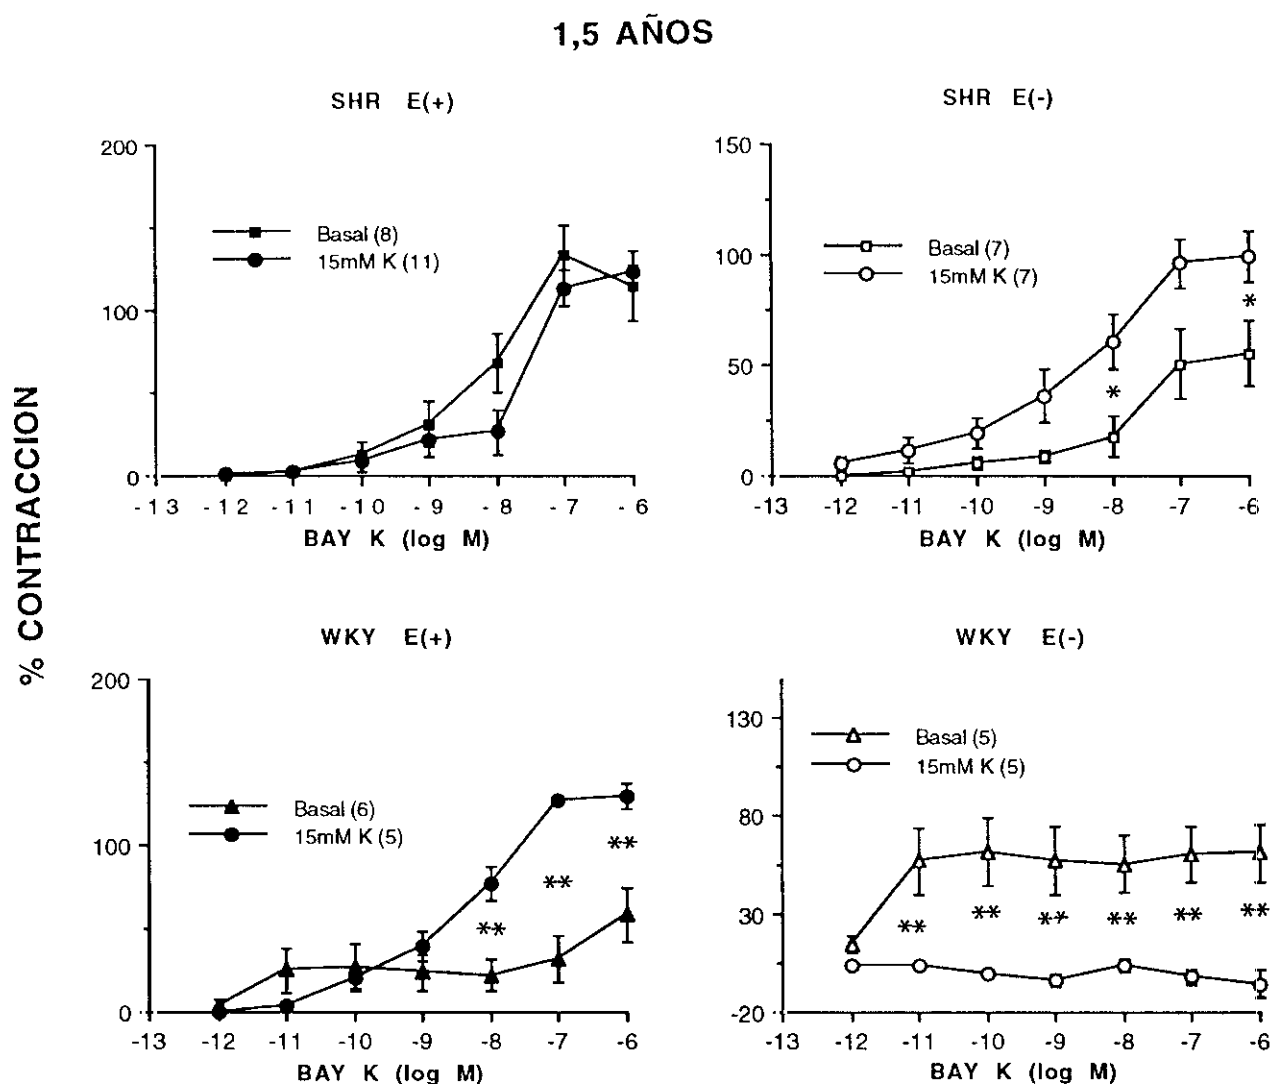 1,5 AÑOS
SHR E(+)
200
100
0
Basal (8)
15mM K (11)
-13 -12 -11 -10 -9 -8 -7 -6
BAY K (log M)
SHR E(-)
150
100
50
0
Basal (7)
15mM K (7)
*
*
-13 -12 -11 -10 -9 -8 -7 -6
BAY K (log M)
% CONTRACCION
WKY E(+)
200
100
0
Basal (6)
15mM K (5)
**
**
**
-13 -12 -11 -10 -9 -8 -7 -6
BAY K (log M)
WKY E(-)
130
80
30
-20
Basal (5)
15mM K (5)
** ** ** ** ** **
-13 -12 -11 -10 -9 -8 -7 -6
BAY K (log M)